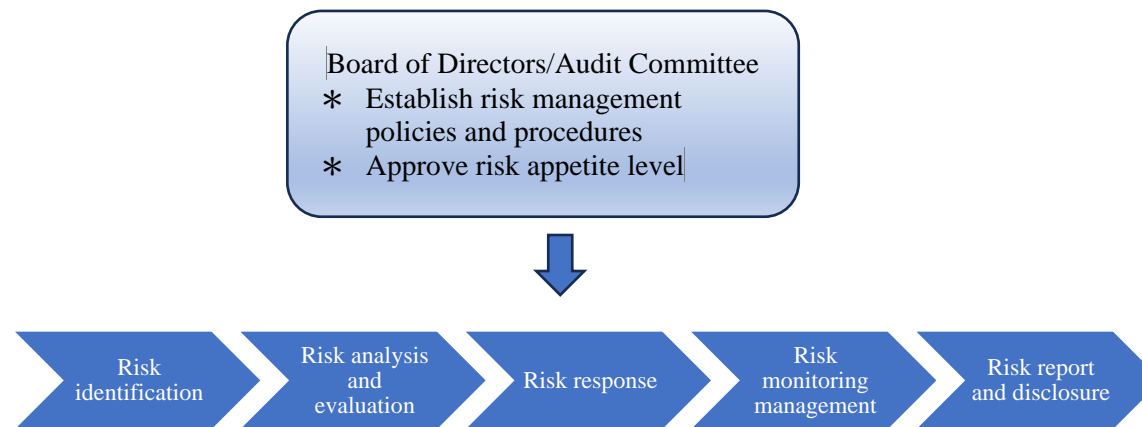 Board of Directors/Audit Committee
* Establish risk management
policies and procedures
* Approve risk appetite level
Risk
identification
Risk analysis
and
evaluation
Risk response
Risk
monitoring
management
Risk report
and disclosure